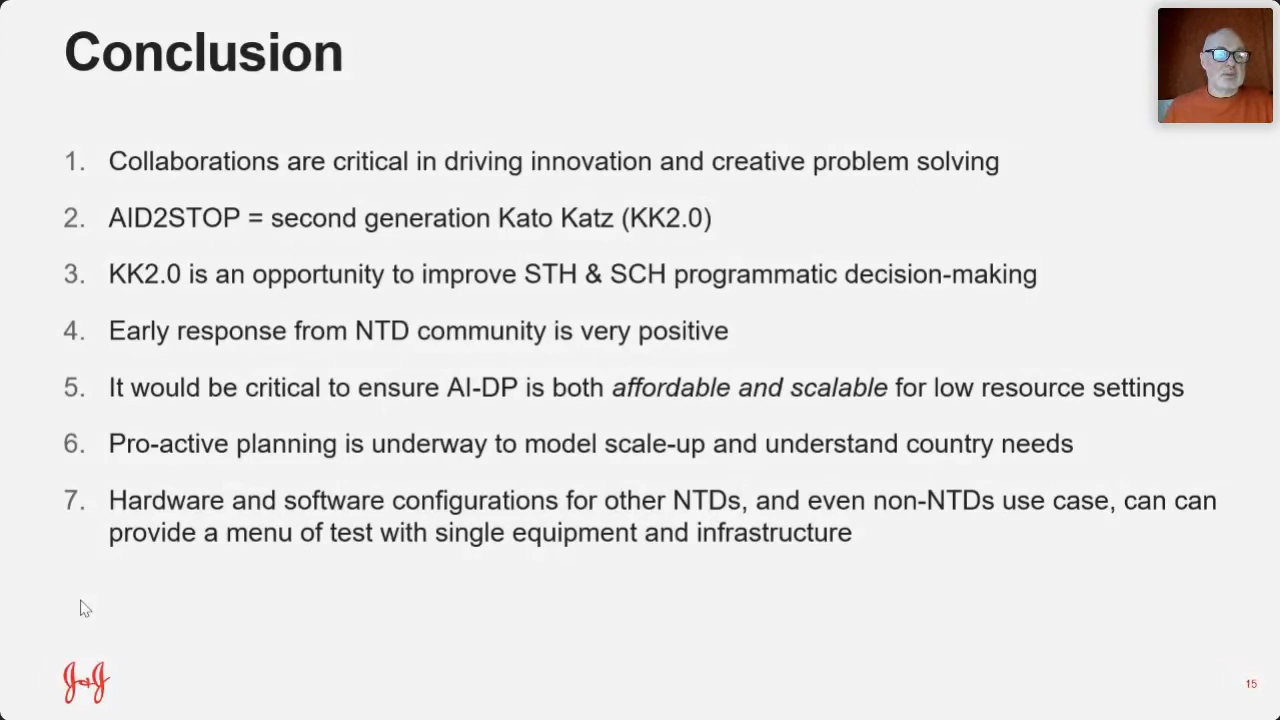 Conclusion
1. Collaborations are critical in driving innovation and creative problem solving
2. AID2STOP = second generation Kato Katz (KK2.0)
3. KK2.0 is an opportunity to improve STH & SCH programmatic decision-making
4. Early response from NTD community is very positive
5. It would be critical to ensure AI-DP is both affordable and scalable for low resource settings
6. Pro-active planning is underway to model scale-up and understand country needs
7. Hardware and software configurations for other NTDs, and even non-NTDs use case, can can
provide a menu of test with single equipment and infrastructure
J&J
15